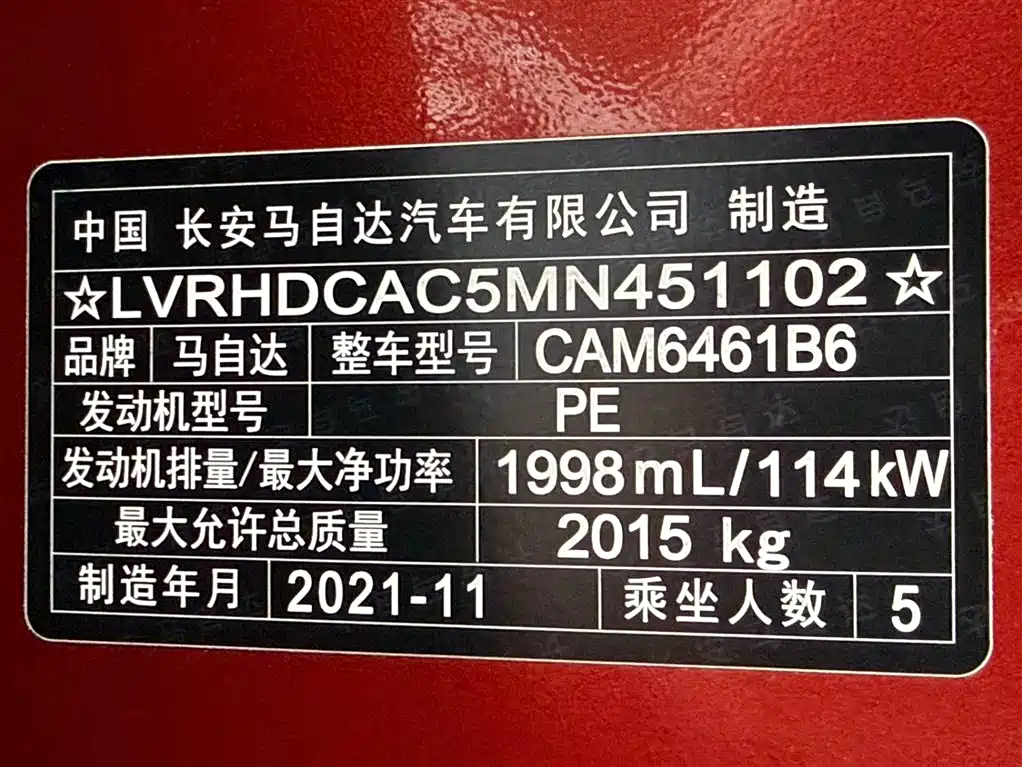 中国 长安马自达汽车有限公司 制造
☆LVRHDCAC5MN451102☆
品牌 马自达 整车型号 CAM6461B6
发动机型号 PE
发动机排量/最大净功率 1998mL/114kW
最大允许总质量 2015 kg
制造年月 2021-11 乘坐人数 5